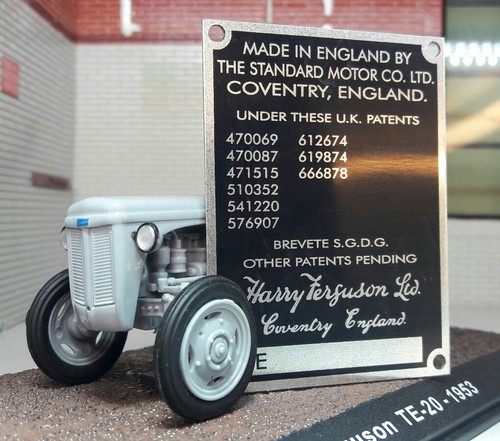 MADE IN ENGLAND BY
THE STANDARD MOTOR CO. LTD.
COVENTRY, ENGLAND.
UNDER THESE U.K. PATENTS
470069 612674
470087 619874
471515 666878
510352
541220
576907
BREVETE S.G.D.G.
OTHER PATENTS PENDING
Harry Ferguson Ltd.
Coventry England.
E
uson TE-20 - 1953